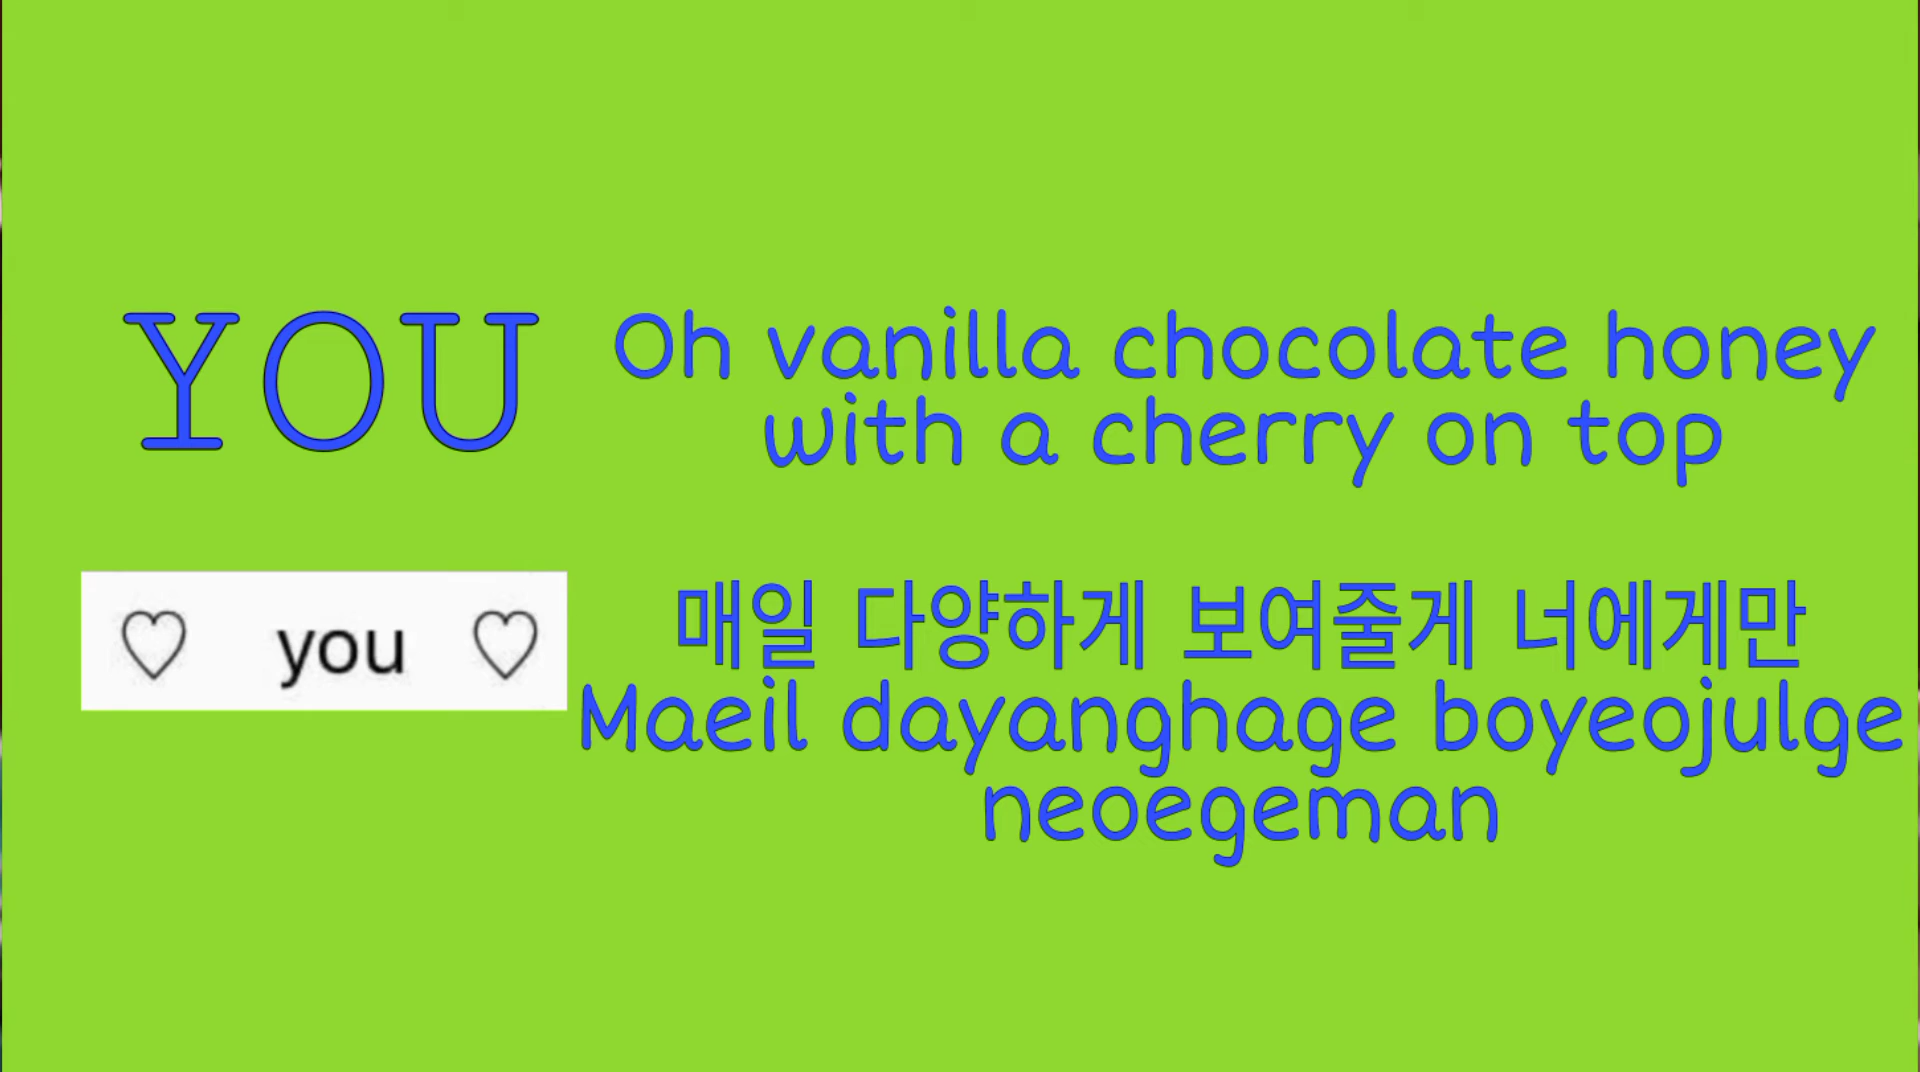 YOU
Oh vanilla chocolate honey
with a cherry on top
♡ you ♡
매일 다양하게 보여줄게 너에게만
Maeil dayanghage boyeojulge
neoegeman